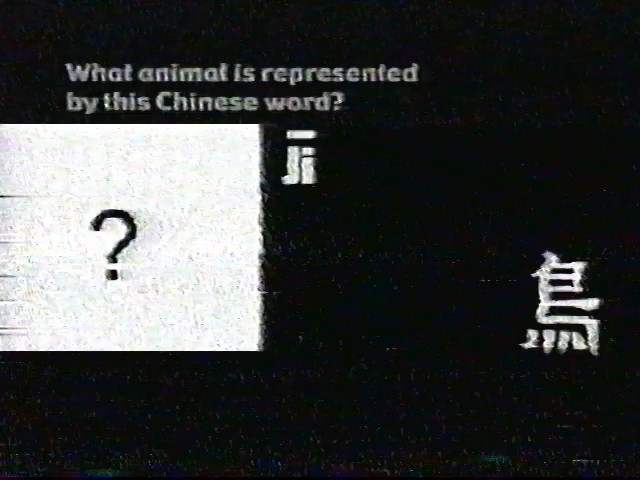 What animal is represented
by this Chinese word?
jī
?
鳥